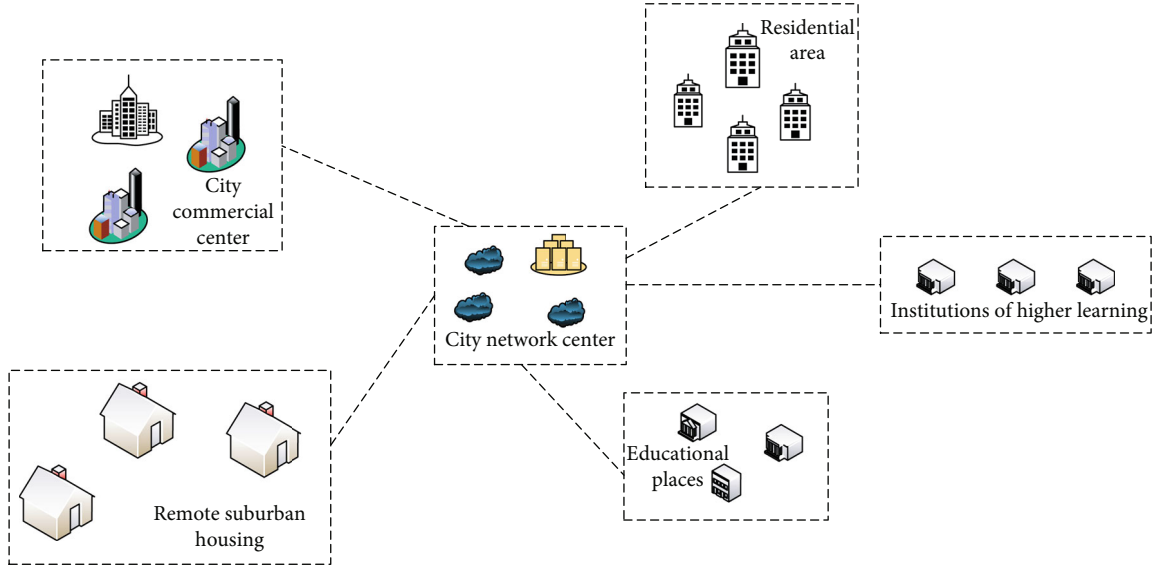 Residential
area
City
commercial
center
City network center
Institutions of higher learning
Educational
places
Remote suburban
housing